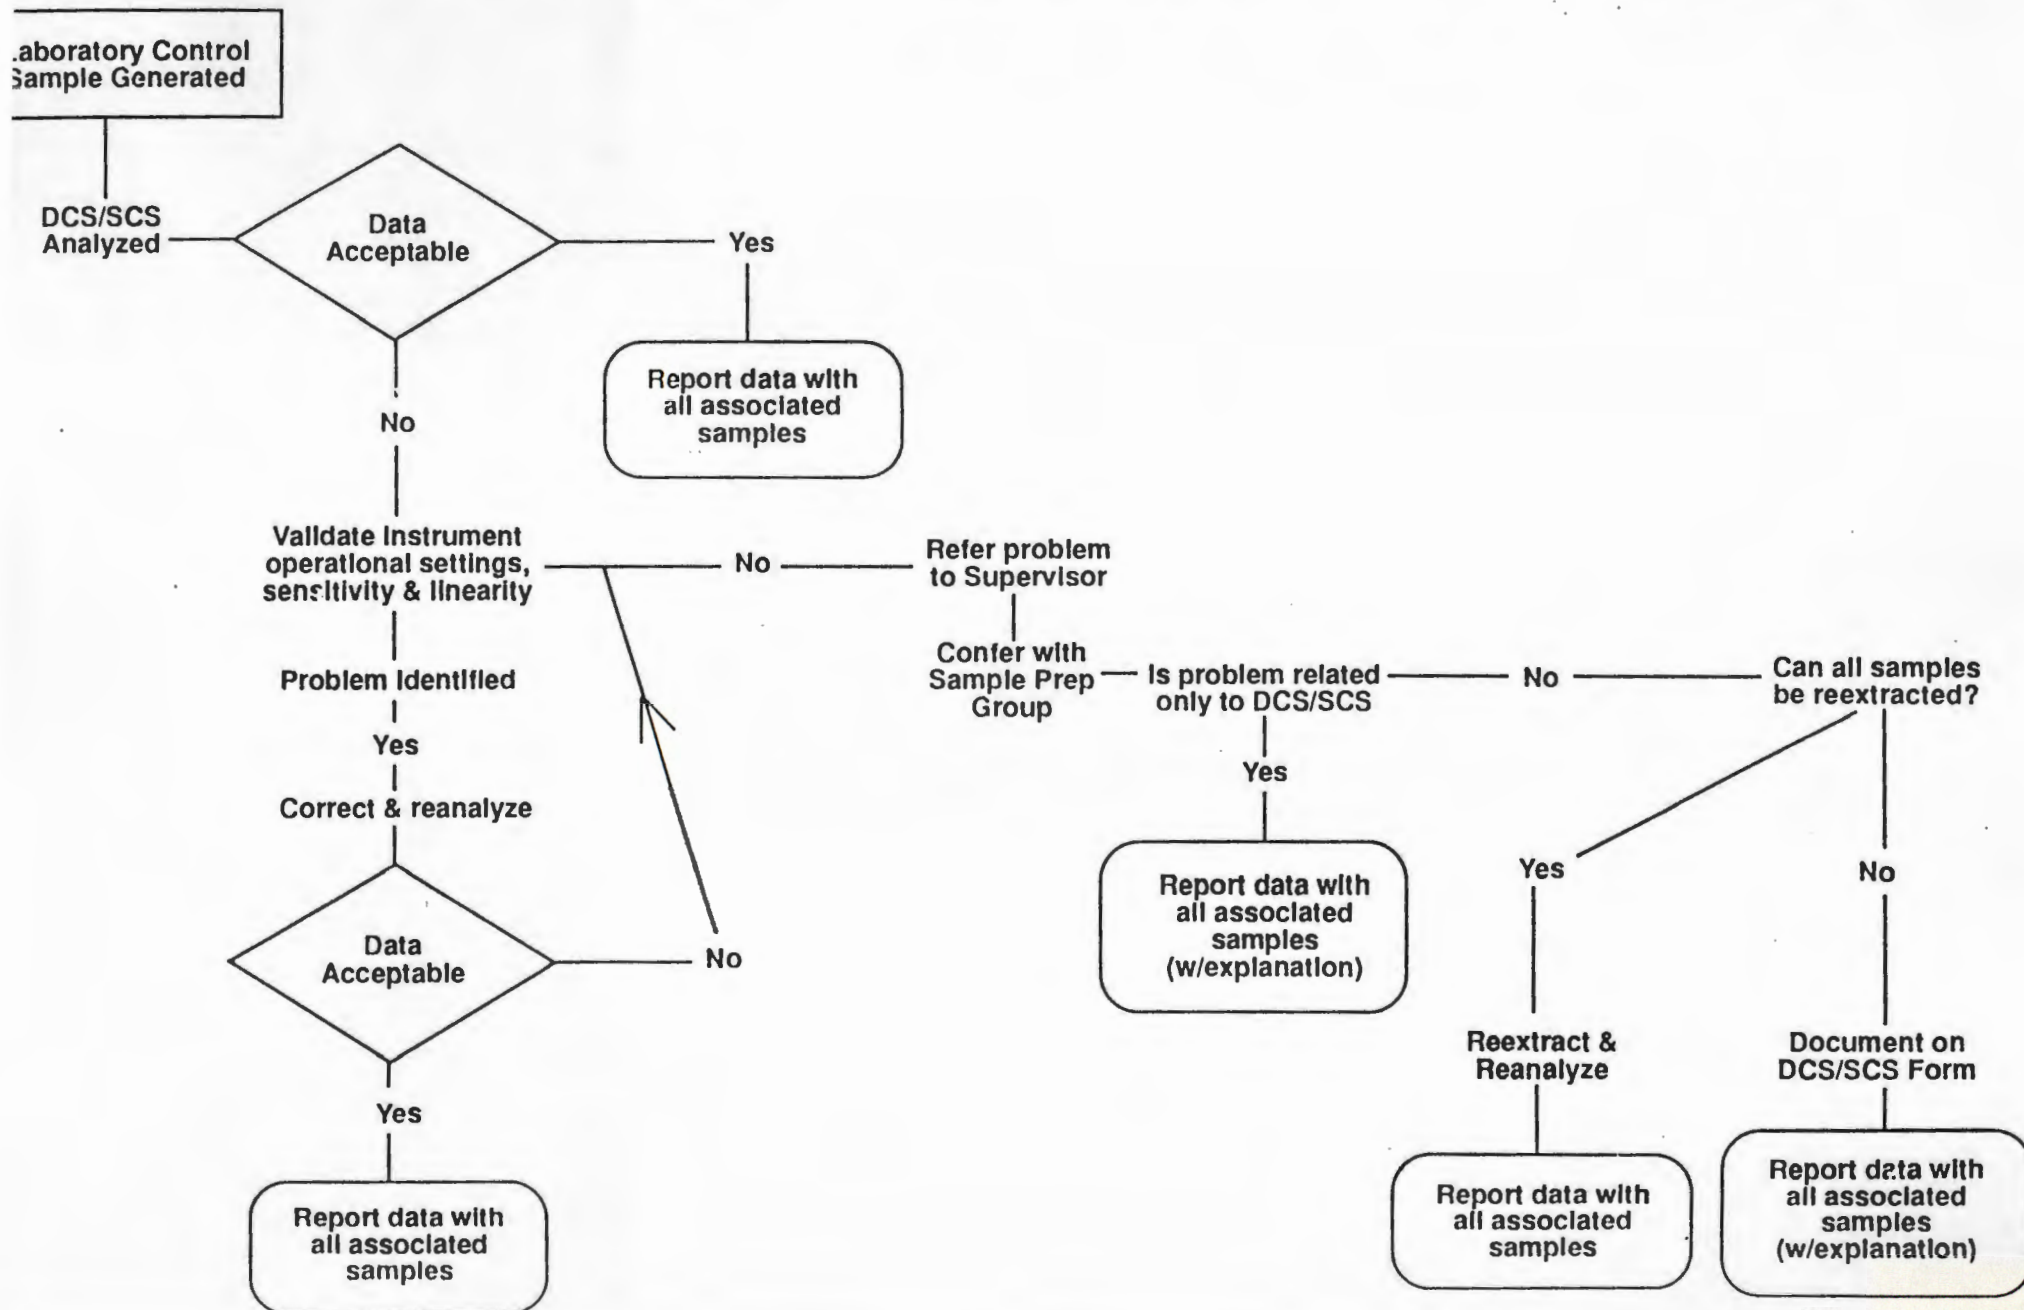 .aboratory Control
Sample Generated
DCS/SCS
Analyzed
Data
Acceptable
Yes
Report data with
all associated
samples
No
Validate Instrument
operational settings,
sensitivity & linearity
No
Refer problem
to Supervisor
Problem Identified
Yes
Correct & reanalyze
Data
Acceptable
No
Yes
Report data with
all associated
samples
Confer with
Sample Prep
Group
Is problem related
only to DCS/SCS
No
Can all samples
be reextracted?
Yes
Report data with
all associated
samples
(w/explanation)
Yes
Reextract &
Reanalyze
Report data with
all associated
samples
No
Document on
DCS/SCS Form
Report data with
all associated
samples
(w/explanation)